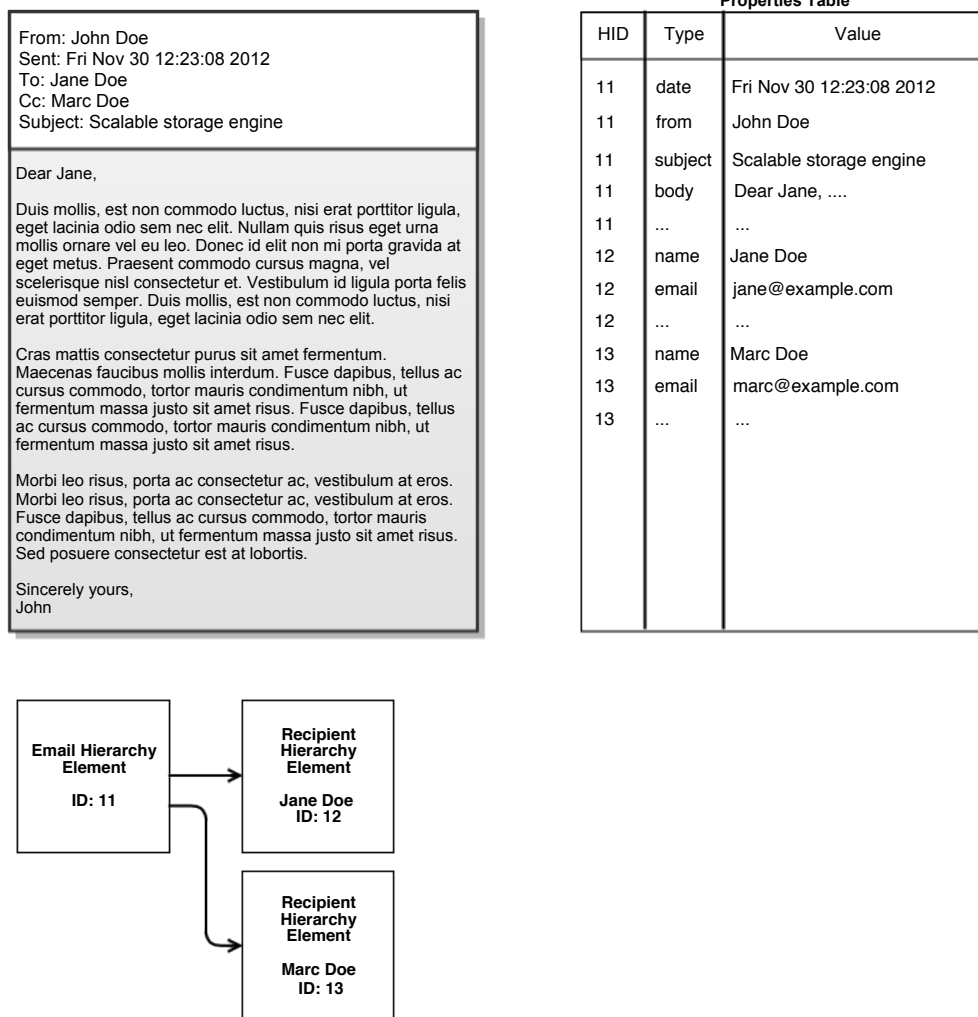 From: John Doe
Sent: Fri Nov 30 12:23:08 2012
To: Jane Doe
Cc: Marc Doe
Subject: Scalable storage engine
Dear Jane,
Duis mollis, est non commodo luctus, nisi erat porttitor ligula,
eget lacinia odio sem nec elit. Nullam quis risus eget urna
mollis ornare vel eu leo. Donec id elit non mi porta gravida at
eget metus. Praesent commodo cursus magna, vel
scelerisque nisl consectetur et. Vestibulum id ligula porta felis
euismod semper. Duis mollis, est non commodo luctus, nisi
erat porttitor ligula, eget lacinia odio sem nec elit.
Cras mattis consectetur purus sit amet fermentum.
Maecenas faucibus mollis interdum. Fusce dapibus, tellus ac
cursus commodo, tortor mauris condimentum nibh, ut
fermentum massa justo sit amet risus. Fusce dapibus, tellus
ac cursus commodo, tortor mauris condimentum nibh, ut
fermentum massa justo sit amet risus.
Morbi leo risus, porta ac consectetur ac, vestibulum at eros.
Morbi leo risus, porta ac consectetur ac, vestibulum at eros.
Fusce dapibus, tellus ac cursus commodo, tortor mauris
condimentum nibh, ut fermentum massa justo sit amet risus.
Sed posuere consectetur est at lobortis.
Sincerely yours,
John
Properties Table
HID Type Value
11 date Fri Nov 30 12:23:08 2012
11 from John Doe
11 subject Scalable storage engine
11 body Dear Jane, ....
11 ... ...
12 name Jane Doe
12 email jane@example.com
12 ... ...
13 name Marc Doe
13 email marc@example.com
13 ... ...
Email Hierarchy
Element
ID: 11
Recipient
Hierarchy
Element
Jane Doe
ID: 12
Recipient
Hierarchy
Element
Marc Doe
ID: 13